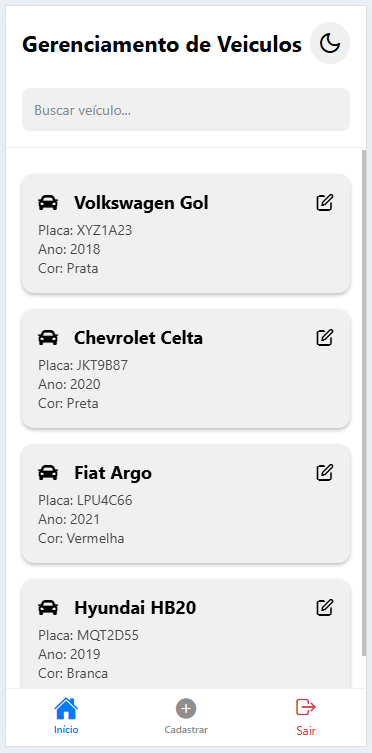 Gerenciamento de Veiculos
Buscar veículo...
Volkswagen Gol
Placa: XYZ1A23
Ano: 2018
Cor: Prata
Chevrolet Celta
Placa: JKT9B87
Ano: 2020
Cor: Preta
Fiat Argo
Placa: LPU4C66
Ano: 2021
Cor: Vermelha
Hyundai HB20
Placa: MQT2D55
Ano: 2019
Cor: Branca
Início
Cadastrar
Sair